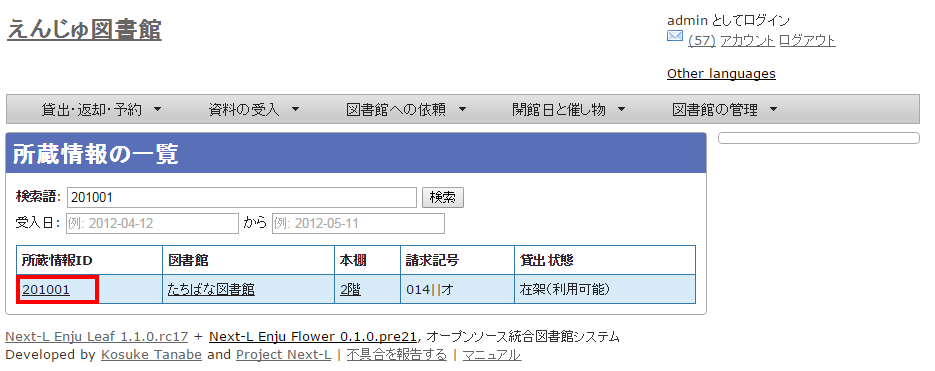 えんじゅ図書館
admin としてログイン
(57) アカウント ログアウト
Other languages
貸出・返却・予約 資料の受入 図書館への依頼 開館日と催し物 図書館の管理
所蔵情報の一覧
検索語: 201001 検索
受入日: 例: 2012-04-12 から 例: 2012-05-11
所蔵情報ID 図書館 本棚 請求記号 貸出状態
201001 たちばな図書館 2階 014||オ 在架(利用可能)
Next-L Enju Leaf 1.1.0.rc17 + Next-L Enju Flower 0.1.0.pre21, オープンソース統合図書館システム
Developed by Kosuke Tanabe and Project Next-L | 不具合を報告する | マニュアル